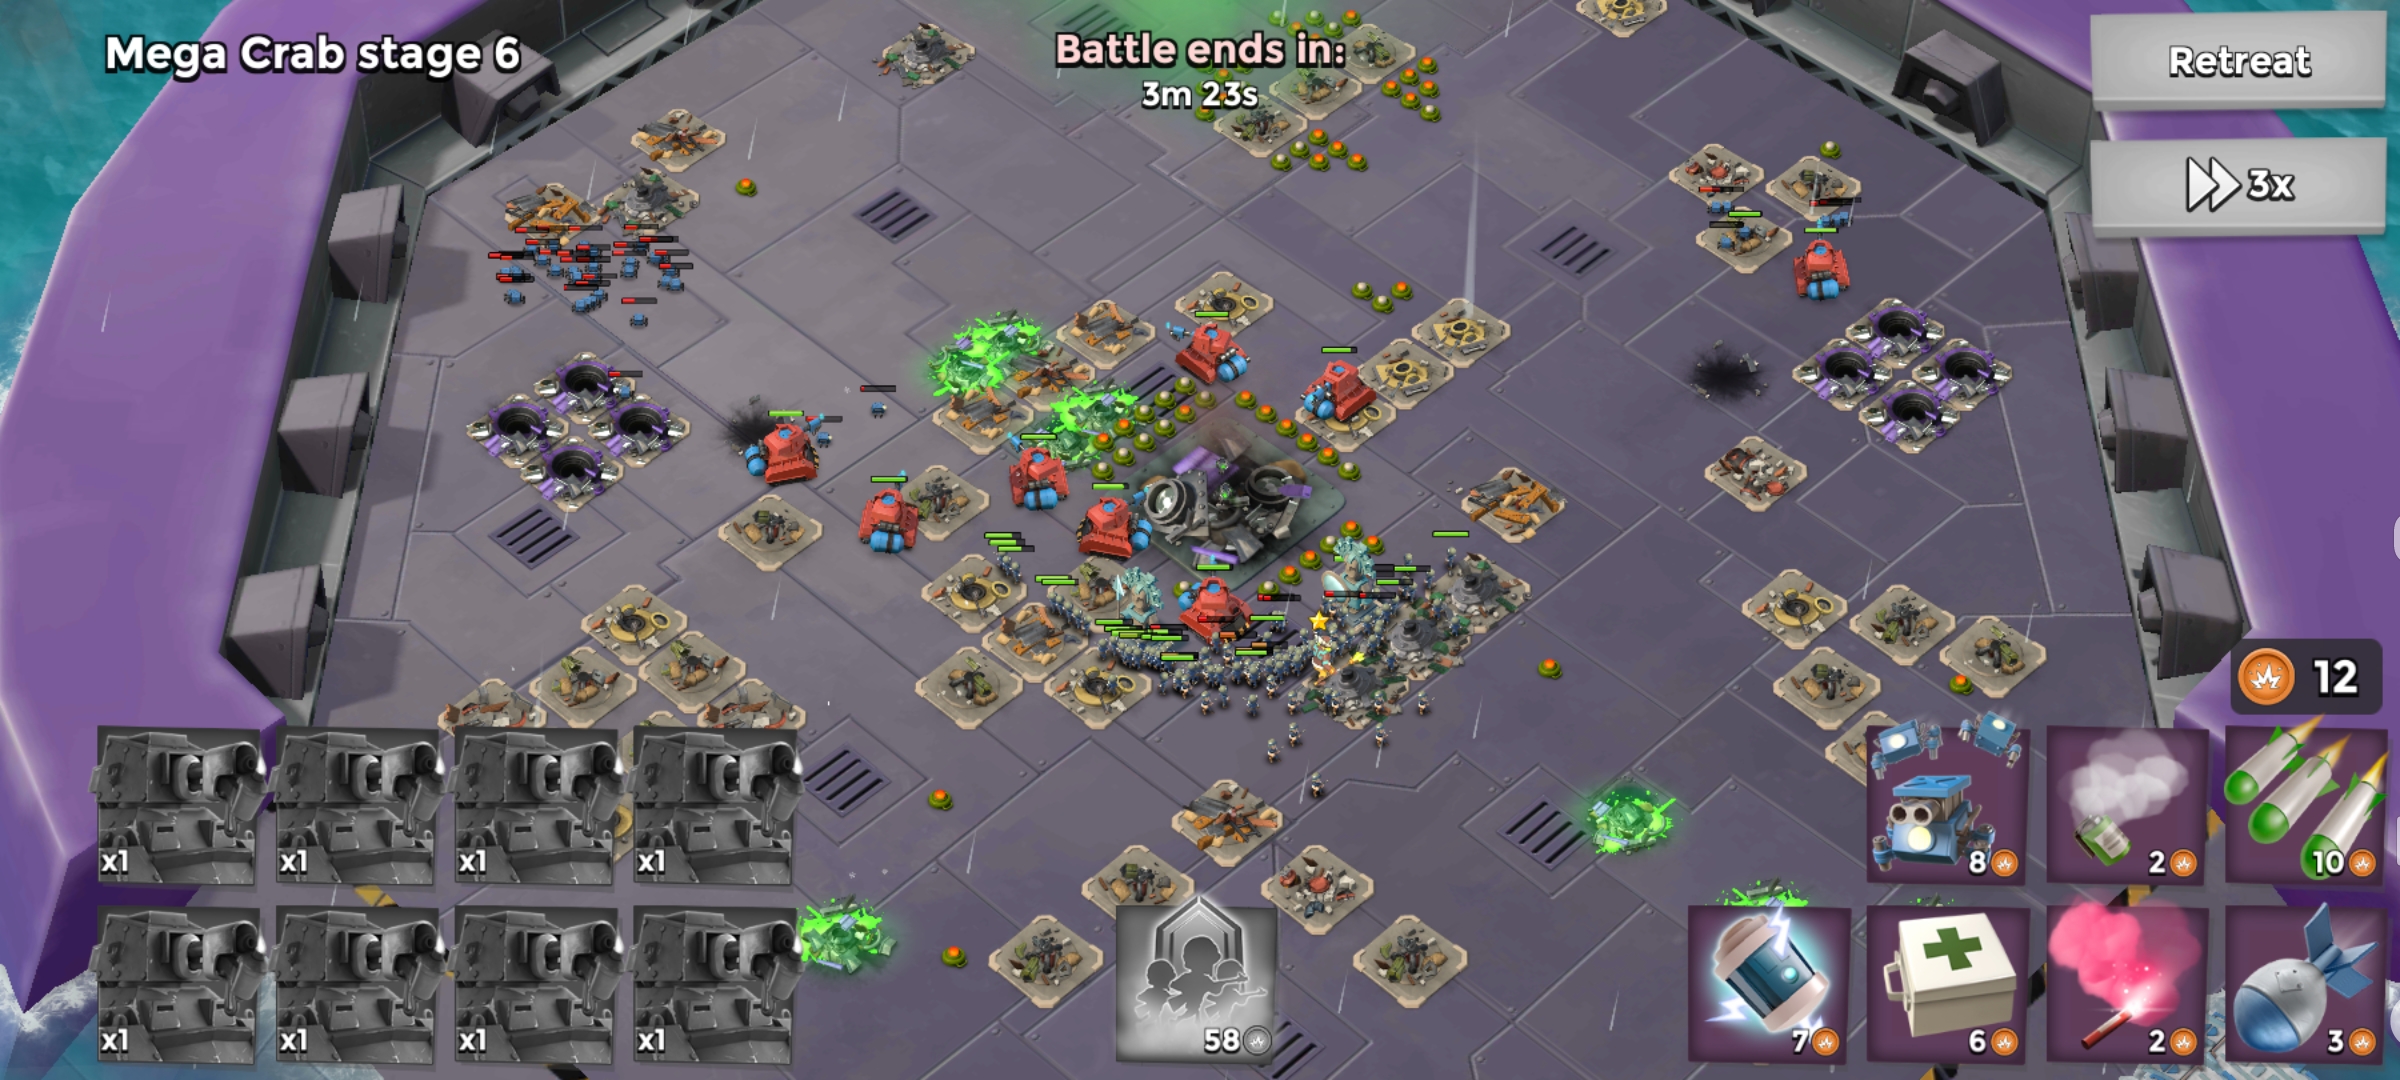 Mega Crab stage 6
Battle ends in:
3m 23s
Retreat
3x
12
8
2
10
x1
x1
x1
x1
x1
x1
x1
x1
58
7
6
2
3